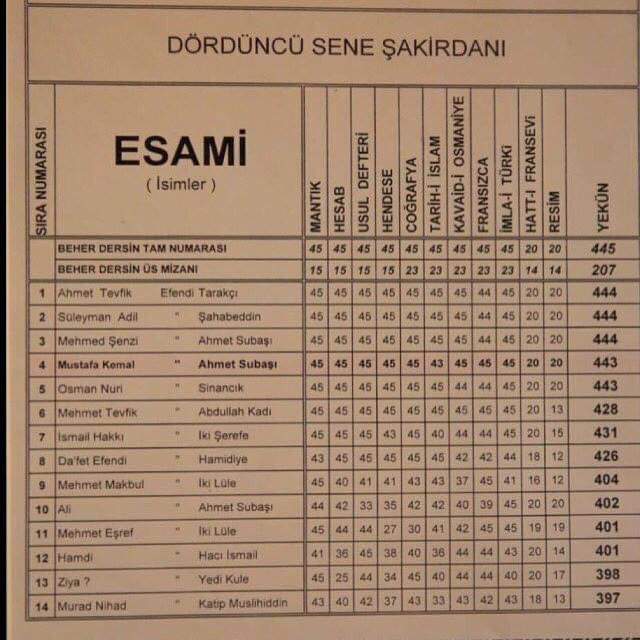 DÖRDÜNCÜ SENE ŞAKİRDANI
SIRA NUMARASI ESAMİ ( İsimler ) MANTIK HESAB USUL DEFTERİ HENDESE COĞRAFYA TARİH-İ İSLAM KAVAİD-İ OSMANİYE FRANSIZCA İMLA-İ TÜRKİ HATT-I FRANSEVi RESİM YEKÜN
BEHER DERSİN TAM NUMARASI 45 45 45 45 45 45 45 45 45 20 20 445
BEHER DERSİN ÜS MİZANI 15 15 15 15 23 23 23 23 23 14 14 207
1 Ahmet Tevfik Efendi Tarakçı 45 45 45 45 45 45 45 44 45 20 20 444
2 Süleyman Adil " Şahabeddin 45 45 45 45 45 45 45 44 45 20 20 444
3 Mehmed Şenzi " Ahmet Subaşı 45 45 45 45 45 45 45 44 45 20 20 444
4 Mustafa Kemal " Ahmet Subaşı 45 45 45 45 45 43 45 45 45 20 20 443
5 Osman Nuri " Sinancık 45 45 45 45 45 45 44 44 45 20 20 443
6 Mehmet Tevfik " Abdullah Kadı 45 45 45 45 45 45 45 45 45 20 13 428
7 İsmail Hakkı " İki Şerefe 45 45 45 43 45 40 44 44 45 20 15 431
8 Da'fet Efendi " Hamidiye 43 45 45 45 45 45 42 42 44 18 12 426
9 Mehmet Makbul " İki Lüle 45 40 41 41 43 43 37 45 41 16 12 404
10 Ali " Ahmet Subaşı 44 42 33 35 42 42 40 39 45 20 20 402
11 Mehmet Eşref " İki Lüle 45 44 44 27 30 41 42 45 45 19 19 401
12 Hamdi " Hacı İsmail 41 36 45 38 40 36 44 44 43 20 14 401
13 Ziya ? " Yedi Kule 45 25 44 34 45 40 44 44 40 20 17 398
14 Murad Nihad " Katip Muslihiddin 43 40 42 37 43 33 43 42 43 18 13 397